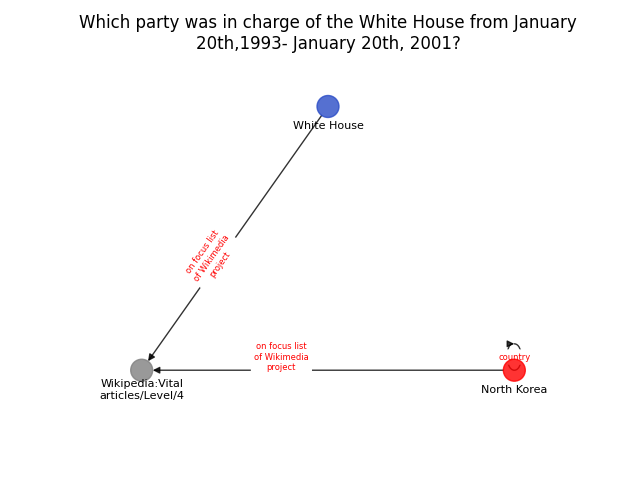 Which party was in charge of the White House from January
20th,1993- January 20th, 2001?
White House
on focus list
of Wikimedia
project
on focus list
of Wikimedia
project
country
Wikipedia:Vital
articles/Level/4
North Korea